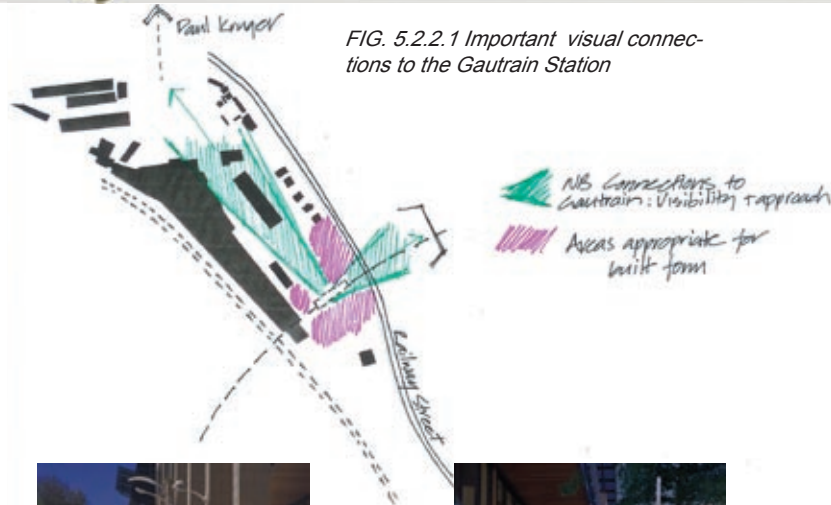 Paul Kruger
FIG. 5.2.2.1 Important visual connec-
tions to the Gautrain Station
NB Connections to
Gautrain: Visibility + approach
Areas appropriate for
built form
Railway Street